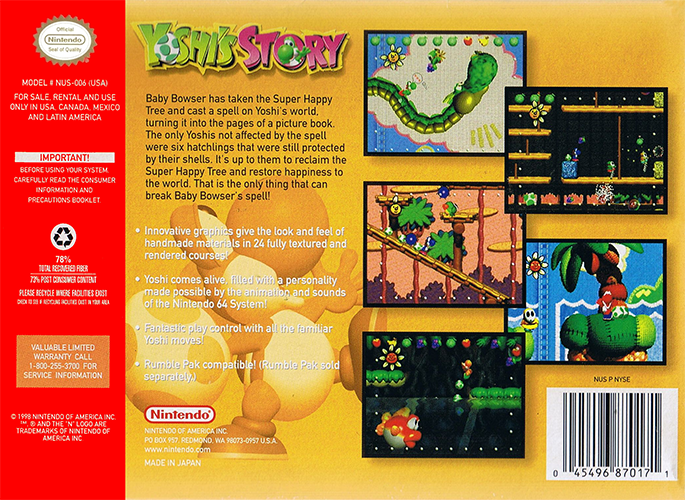 Official
Nintendo
Seal of Quality
MODEL # NUS-006 (USA)
FOR SALE, RENTAL AND USE
ONLY IN USA, CANADA, MEXICO
AND LATIN AMERICA
IMPORTANT!
BEFORE USING YOUR SYSTEM,
CAREFULLY READ THE CONSUMER
INFORMATION AND
PRECAUTIONS BOOKLET.
78%
TOTAL RECOVERED FIBER
73% POST CONSUMER CONTENT
PLEASE RECYCLE WHERE FACILITIES EXIST
CHECK TO SEE IF RECYCLING FACILITIES EXIST IN YOUR AREA
VALUABLE LIMITED
WARRANTY CALL
1-800-255-3700 FOR
SERVICE INFORMATION
© 1998 NINTENDO OF AMERICA INC.
™, ® AND THE "N" LOGO ARE
TRADEMARKS OF NINTENDO OF
AMERICA INC
YOSHI'S STORY
Baby Bowser has taken the Super Happy
Tree and cast a spell on Yoshi's world,
turning it into the pages of a picture book.
The only Yoshis not affected by the spell
were six hatchlings that were still protected
by their shells. It's up to them to reclaim the
Super Happy Tree and restore happiness to
the world. That is the only thing that can
break Baby Bowser's spell!
• Innovative graphics give the look and feel of
handmade materials in 24 fully textured and
rendered courses!
• Yoshi comes alive, filled with a personality
made possible by the animation and sounds
of the Nintendo 64 System!
• Fantastic play control with all the familiar
Yoshi moves!
• Rumble Pak compatible! (Rumble Pak sold
separately.)
Nintendo
NINTENDO OF AMERICA INC.
PO BOX 957, REDMOND, WA 98073-0957 U.S.A.
www.nintendo.com
MADE IN JAPAN
NUS P NYSE
0 45496 87017 1